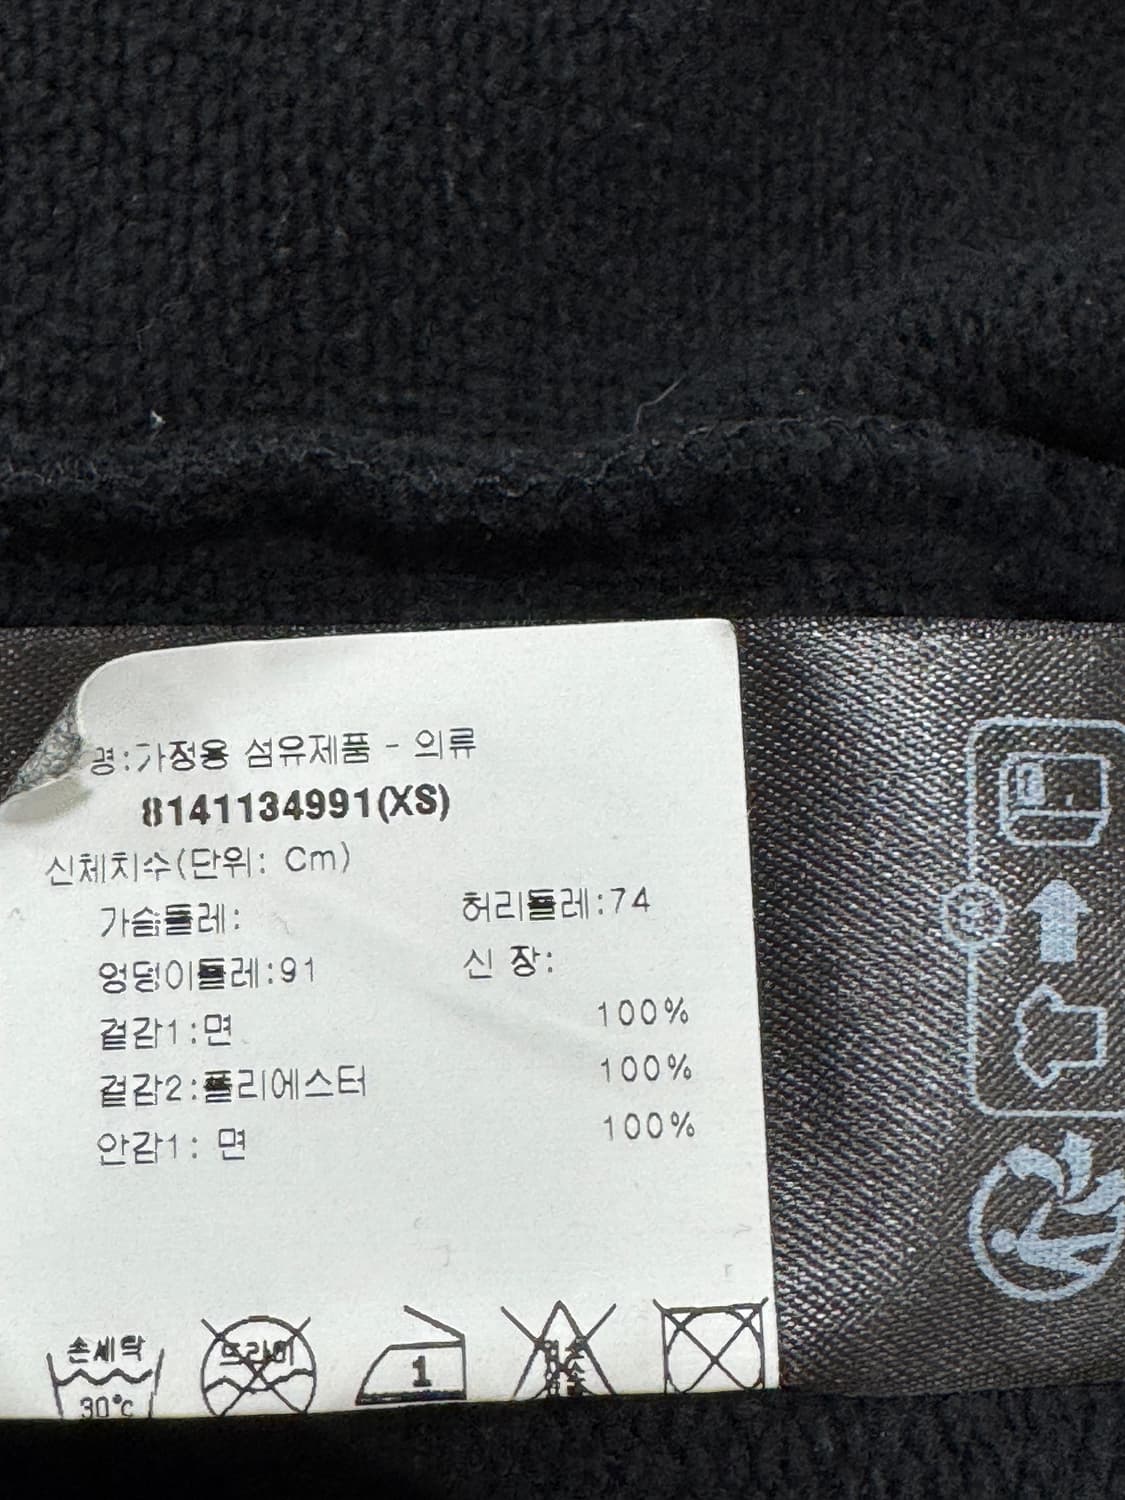 명:가정용 섬유제품 - 의류
8141134991(XS)
신체치수(단위: Cm)
가슴둘레: 허리둘레:74
엉덩이둘레:91 신 장:
겉감1:면 100%
겉감2:폴리에스터 100%
안감1: 면 100%
손세탁 드라이 1
30℃